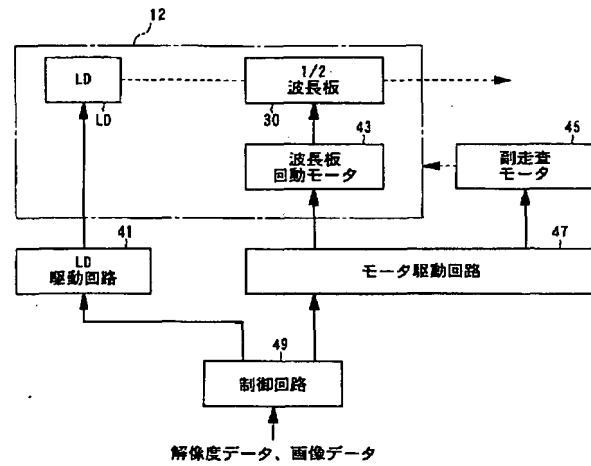 12
LD
LD
1/2
波長板
30
43
波長板
回動モータ
45
副走査
モータ
41
LD
駆動回路
47
モータ駆動回路
49
制御回路
解像度データ、画像データ